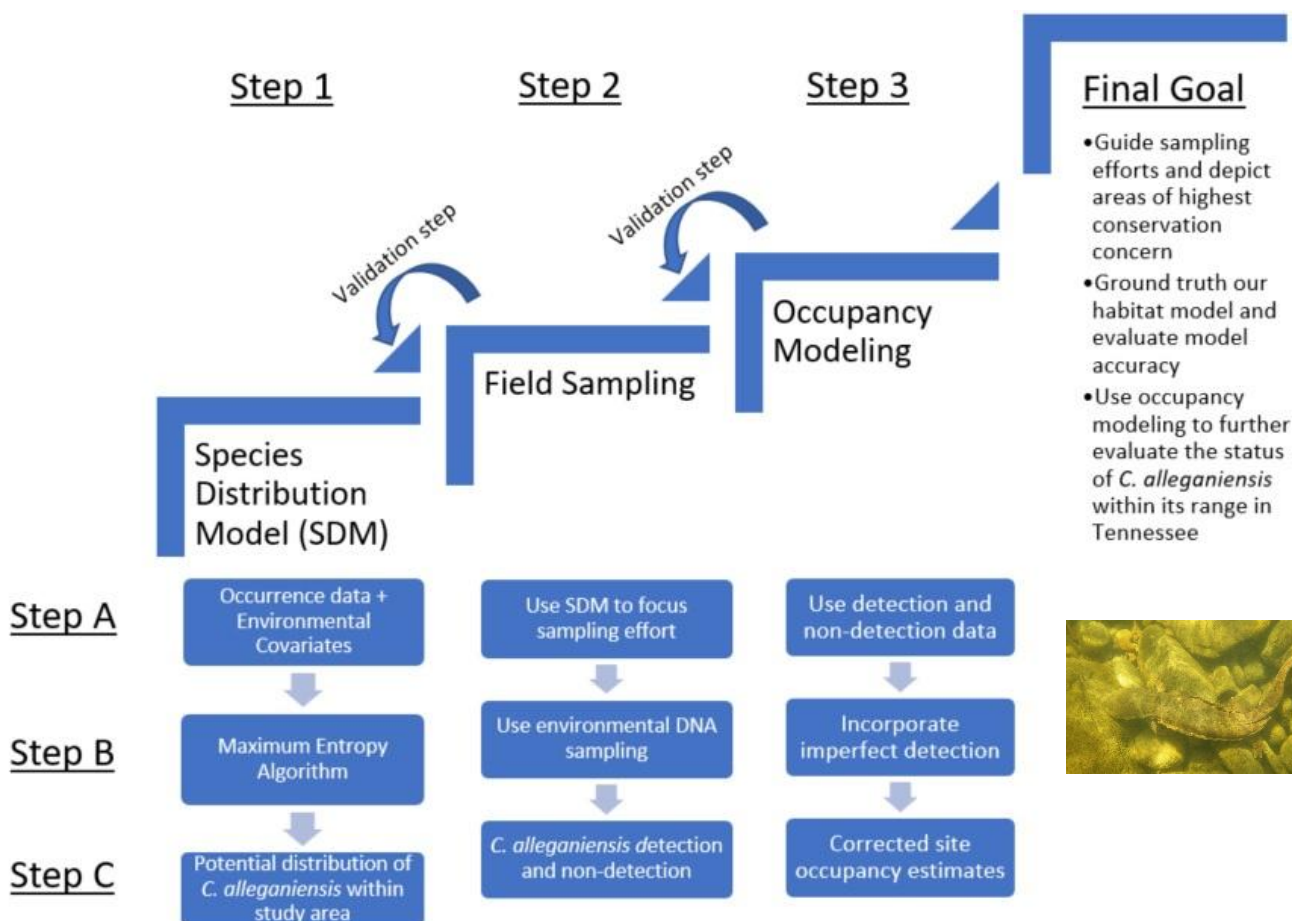 Step 1
Step 2
Step 3
Final Goal
Validation step
Validation step
Species
Distribution
Model (SDM)
Field Sampling
Occupancy
Modeling
•Guide sampling
efforts and depict
areas of highest
conservation
concern
•Ground truth our
habitat model and
evaluate model
accuracy
•Use occupancy
modeling to further
evaluate the status
of C. alleganiensis
within its range in
Tennessee
Step A
Occurrence data +
Environmental
Covariates
Use SDM to focus
sampling effort
Use detection and
non-detection data
Step B
Maximum Entropy
Algorithm
Use environmental DNA
sampling
Incorporate
imperfect detection
Step C
Potential distribution of
C. alleganiensis within
study area
C. alleganiensis detection
and non-detection
Corrected site
occupancy estimates